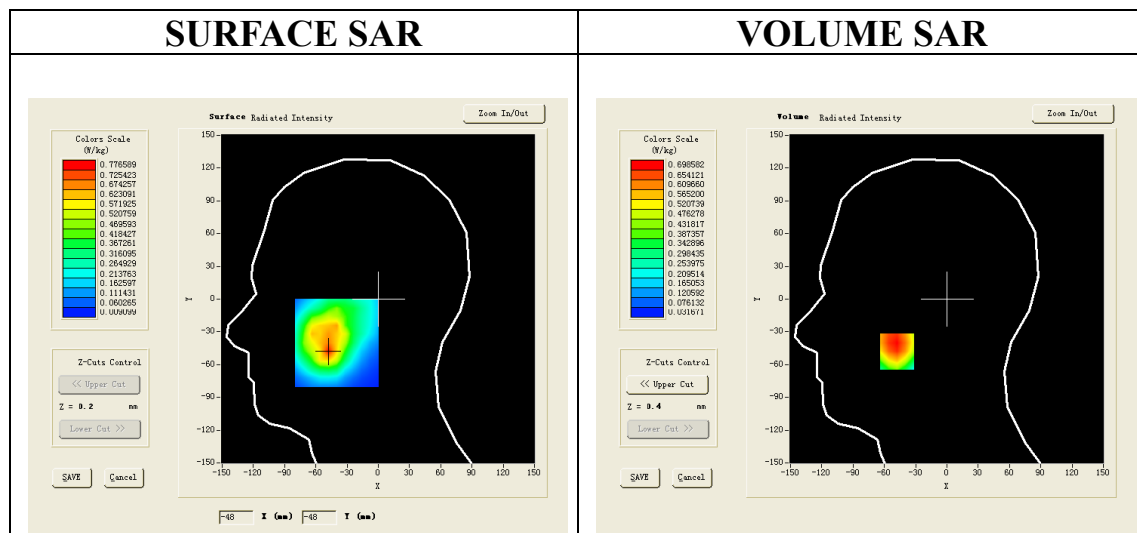 SURFACE SAR
VOLUME SAR
Surface Radiated Intensity
Zoom In/Out
Colors Scale
(W/kg)
0.776589
0.725423
0.674257
0.623091
0.571925
0.520759
0.469593
0.418427
0.367261
0.316095
0.264929
0.213763
0.162597
0.111431
0.060265
0.009099
150
120
90
60
30
0
-30
-60
-90
-120
-150
Y
-150 -120 -90 -60 -30 0 30 60 90 120 150
X
Z-Cuts Control
<< Upper Cut
Z = 0.2 mm
Lower Cut >>
SAVE Cancel
-48 X (mm) -48 Y (mm)
Volume Radiated Intensity
Zoom In/Out
Colors Scale
(W/kg)
0.698582
0.654121
0.609660
0.565200
0.520739
0.476278
0.431817
0.387357
0.342896
0.298435
0.253975
0.209514
0.165053
0.120592
0.076132
0.031671
150
120
90
60
30
0
-30
-60
-90
-120
-150
Y
-150 -120 -90 -60 -30 0 30 60 90 120 150
X
Z-Cuts Control
<< Upper Cut
Z = 0.4 mm
Lower Cut >>
SAVE Cancel